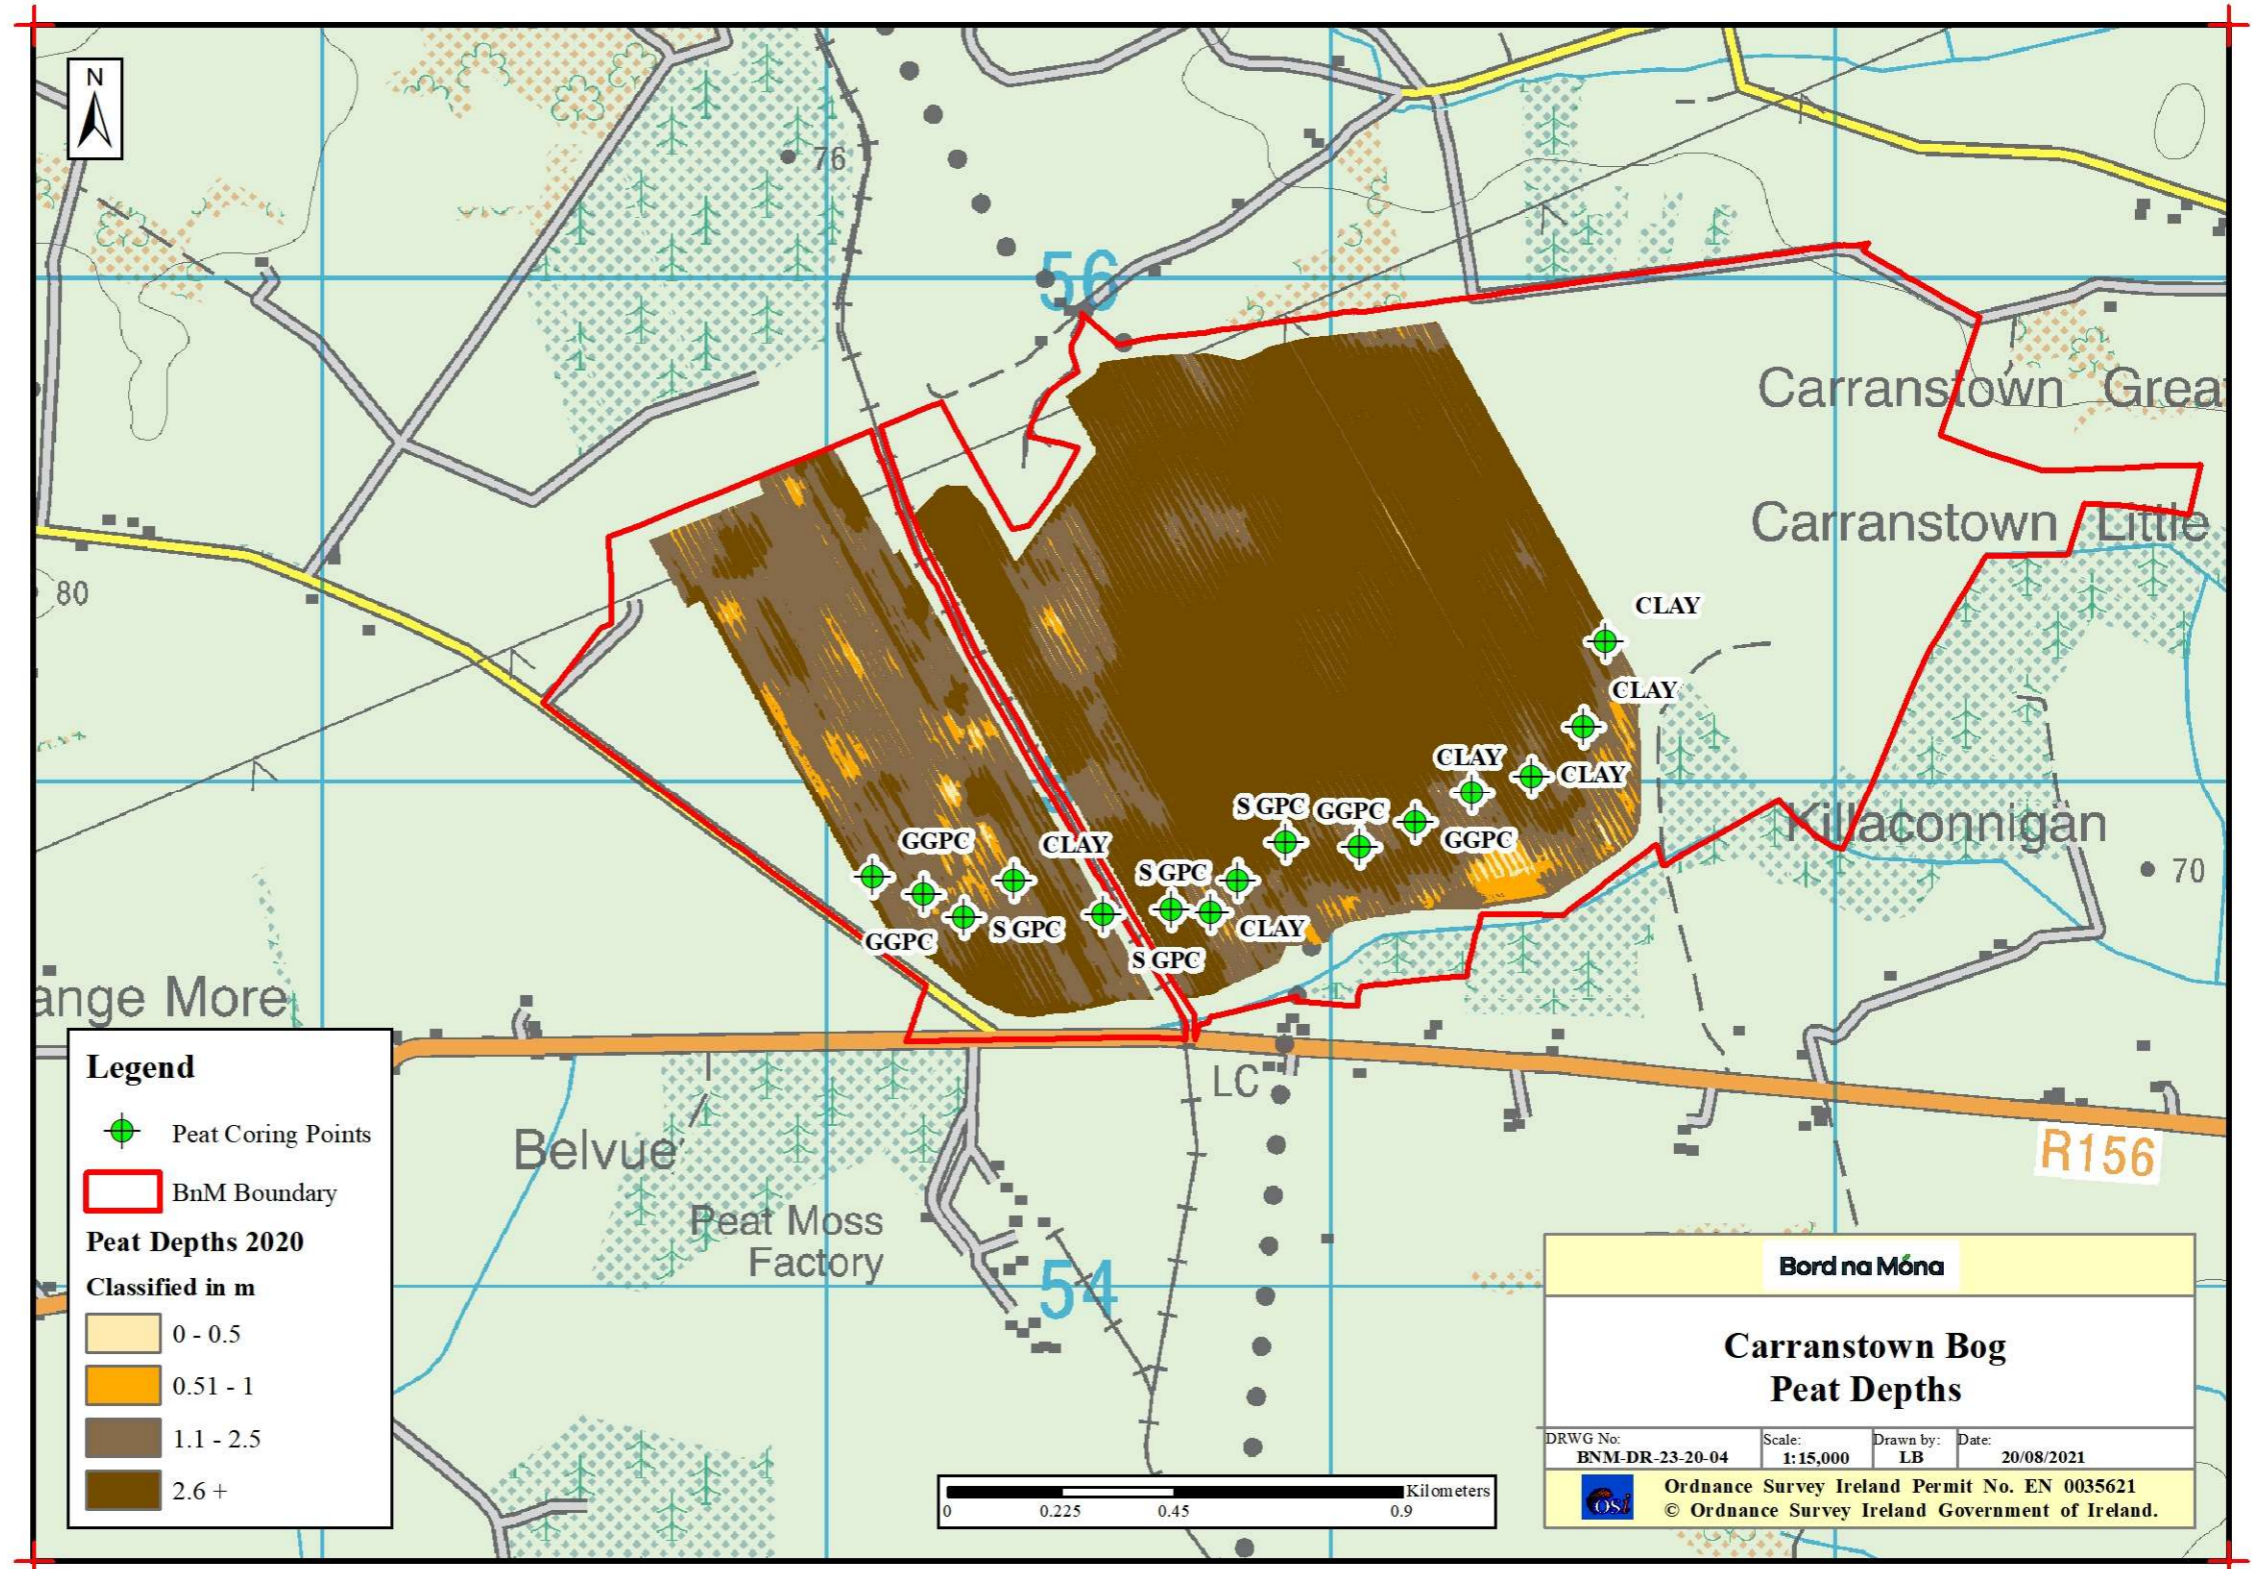 N
76
56
Carranstown Grea
Carranstown Little
80
CLAY
CLAY
CLAY
CLAY
S GPC
GGPC
GGPC
GGPC
CLAY
S GPC
GGPC
S GPC
CLAY
S GPC
Killaconnigan
70
ange More
LC
Belvue
R156
Peat Moss
Factory
54
Legend
Peat Coring Points
BnM Boundary
Peat Depths 2020
Classified in m
0 - 0.5
0.51 - 1
1.1 - 2.5
2.6 +
Kilometers
0 0.225 0.45 0.9
Bord na Móna
Carranstown Bog
Peat Depths
DRWG No: Scale: Drawn by: Date:
BNM-DR-23-20-04 1:15,000 LB 20/08/2021
OSi
Ordnance Survey Ireland Permit No. EN 0035621
© Ordnance Survey Ireland Government of Ireland.